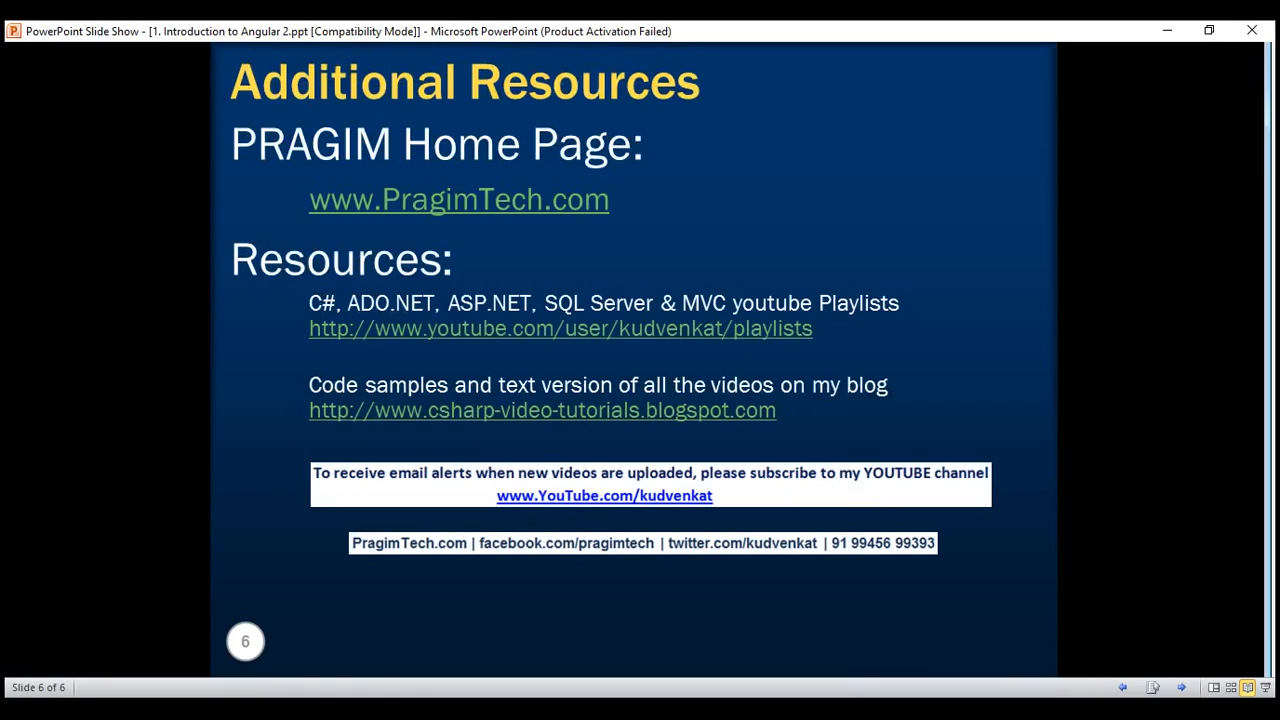 PowerPoint Slide Show - [1. Introduction to Angular 2.ppt [Compatibility Mode]] - Microsoft PowerPoint (Product Activation Failed)
Additional Resources
PRAGIM Home Page:
www.PragimTech.com
Resources:
C#, ADO.NET, ASP.NET, SQL Server & MVC youtube Playlists
http://www.youtube.com/user/kudvenkat/playlists
Code samples and text version of all the videos on my blog
http://www.csharp-video-tutorials.blogspot.com
To receive email alerts when new videos are uploaded, please subscribe to my YOUTUBE channel
www.YouTube.com/kudvenkat
PragimTech.com | facebook.com/pragimtech | twitter.com/kudvenkat | 91 99456 99393
6
Slide 6 of 6